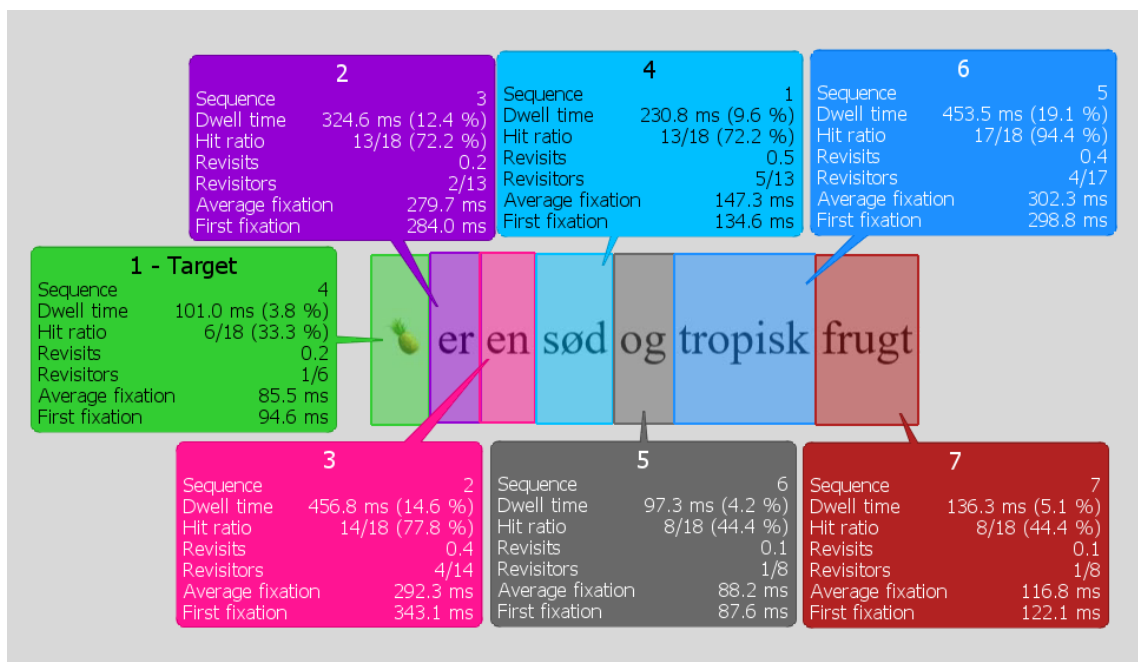 2
Sequence 3
Dwell time 324.6 ms (12.4 %)
Hit ratio 13/18 (72.2 %)
Revisits 0.2
Revisitors 2/13
Average fixation 279.7 ms
First fixation 284.0 ms
4
Sequence 1
Dwell time 230.8 ms (9.6 %)
Hit ratio 13/18 (72.2 %)
Revisits 0.5
Revisitors 5/13
Average fixation 147.3 ms
First fixation 134.6 ms
6
Sequence 5
Dwell time 453.5 ms (19.1 %)
Hit ratio 17/18 (94.4 %)
Revisits 0.4
Revisitors 4/17
Average fixation 302.3 ms
First fixation 298.8 ms
1 - Target
Sequence 4
Dwell time 101.0 ms (3.8 %)
Hit ratio 6/18 (33.3 %)
Revisits 0.2
Revisitors 1/6
Average fixation 85.5 ms
First fixation 94.6 ms
er en sød og tropisk frugt
3
Sequence 2
Dwell time 456.8 ms (14.6 %)
Hit ratio 14/18 (77.8 %)
Revisits 0.4
Revisitors 4/14
Average fixation 292.3 ms
First fixation 343.1 ms
5
Sequence 6
Dwell time 97.3 ms (4.2 %)
Hit ratio 8/18 (44.4 %)
Revisits 0.1
Revisitors 1/8
Average fixation 88.2 ms
First fixation 87.6 ms
7
Sequence 7
Dwell time 136.3 ms (5.1 %)
Hit ratio 8/18 (44.4 %)
Revisits 0.1
Revisitors 1/8
Average fixation 116.8 ms
First fixation 122.1 ms